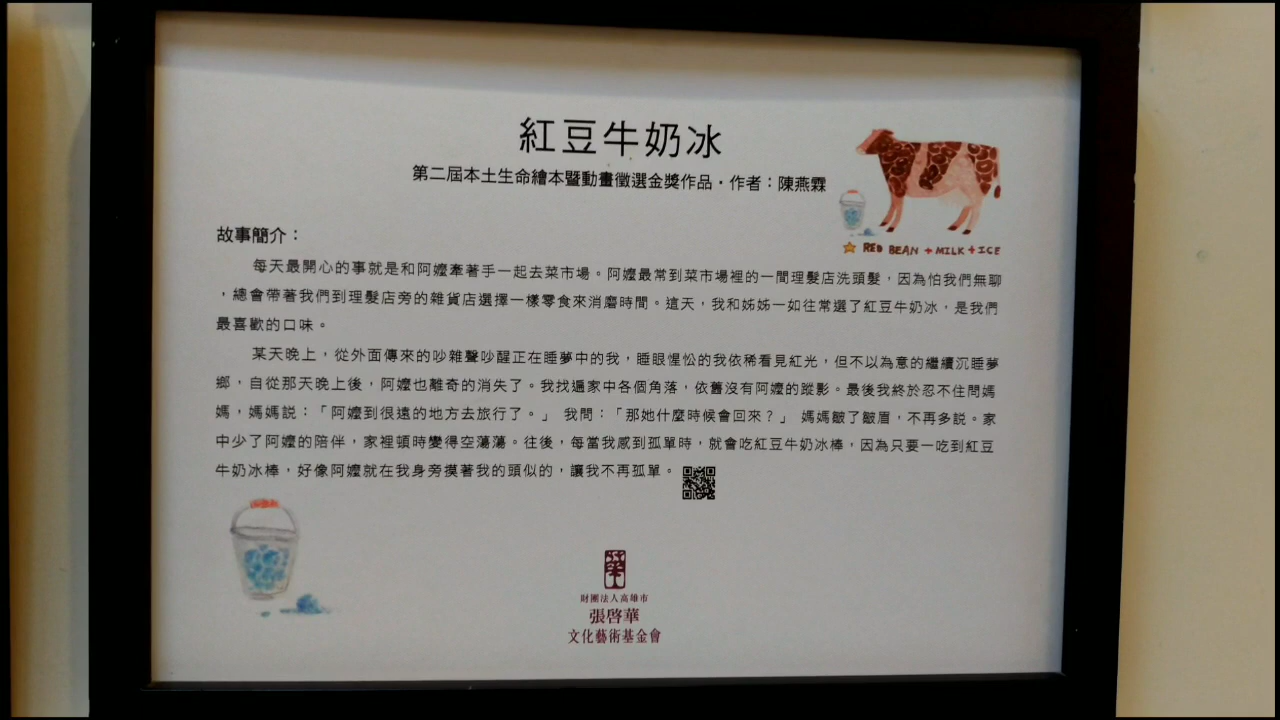 紅豆牛奶冰
第二屆本土生命繪本暨動畫徵選金獎作品・作者：陳燕霖
RED BEAN + MILK + ICE
故事簡介：
每天最開心的事就是和阿嬤牽著手一起去菜市場。阿嬤最常到菜市場裡的一間理髮店洗頭髮，因為怕我們無聊
，總會帶著我們到理髮店旁的雜貨店選擇一樣零食來消磨時間。這天，我和姊姊一如往常選了紅豆牛奶冰，是我們
最喜歡的口味。
某天晚上，從外面傳來的吵雜聲吵醒正在睡夢中的我，睡眼惺忪的我依稀看見紅光，但不以為意的繼續沉睡夢
鄉，自從那天晚上後，阿嬤也離奇的消失了。我找遍家中各個角落，依舊沒有阿嬤的蹤影。最後我終於忍不住問媽
媽，媽媽說：「阿嬤到很遠的地方去旅行了。」 我問：「那她什麼時候會回來？」 媽媽皺了皺眉，不再多說。家
中少了阿嬤的陪伴，家裡頓時變得空蕩蕩。往後，每當我感到孤單時，就會吃紅豆牛奶冰棒，因為只要一吃到紅豆
牛奶冰棒，好像阿嬤就在我身旁摸著我的頭似的，讓我不再孤單。
財團法人高雄市
張啓華
文化藝術基金會